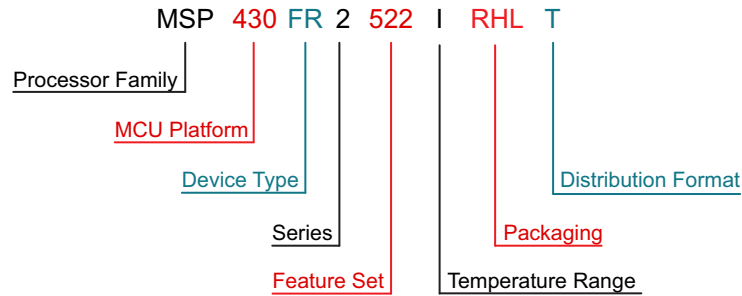 MSP 430 FR 2 522 I RHL T
Processor Family
MCU Platform
Device Type Distribution Format
Series Packaging
Feature Set Temperature Range